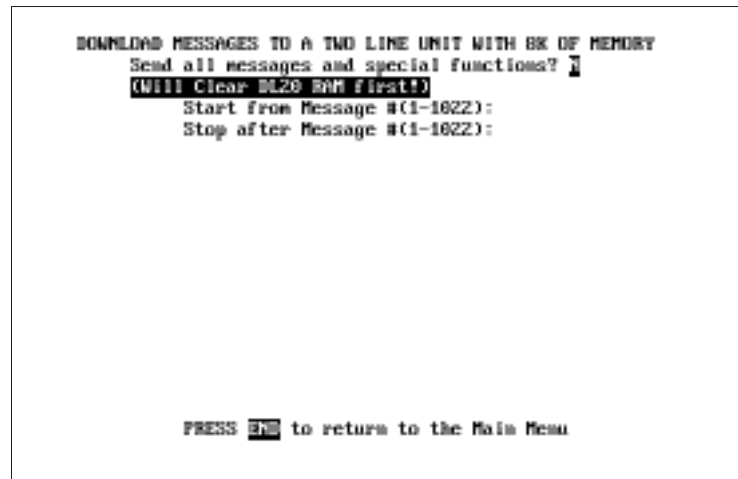 DOWNLOAD MESSAGES TO A TWO LINE UNIT WITH 8K OF MEMORY
Send all messages and special functions?
(Will Clear DL20 RAM first!)
Start from Message #(1-1022):
Stop after Message #(1-1022):
PRESS END to return to the Main Menu